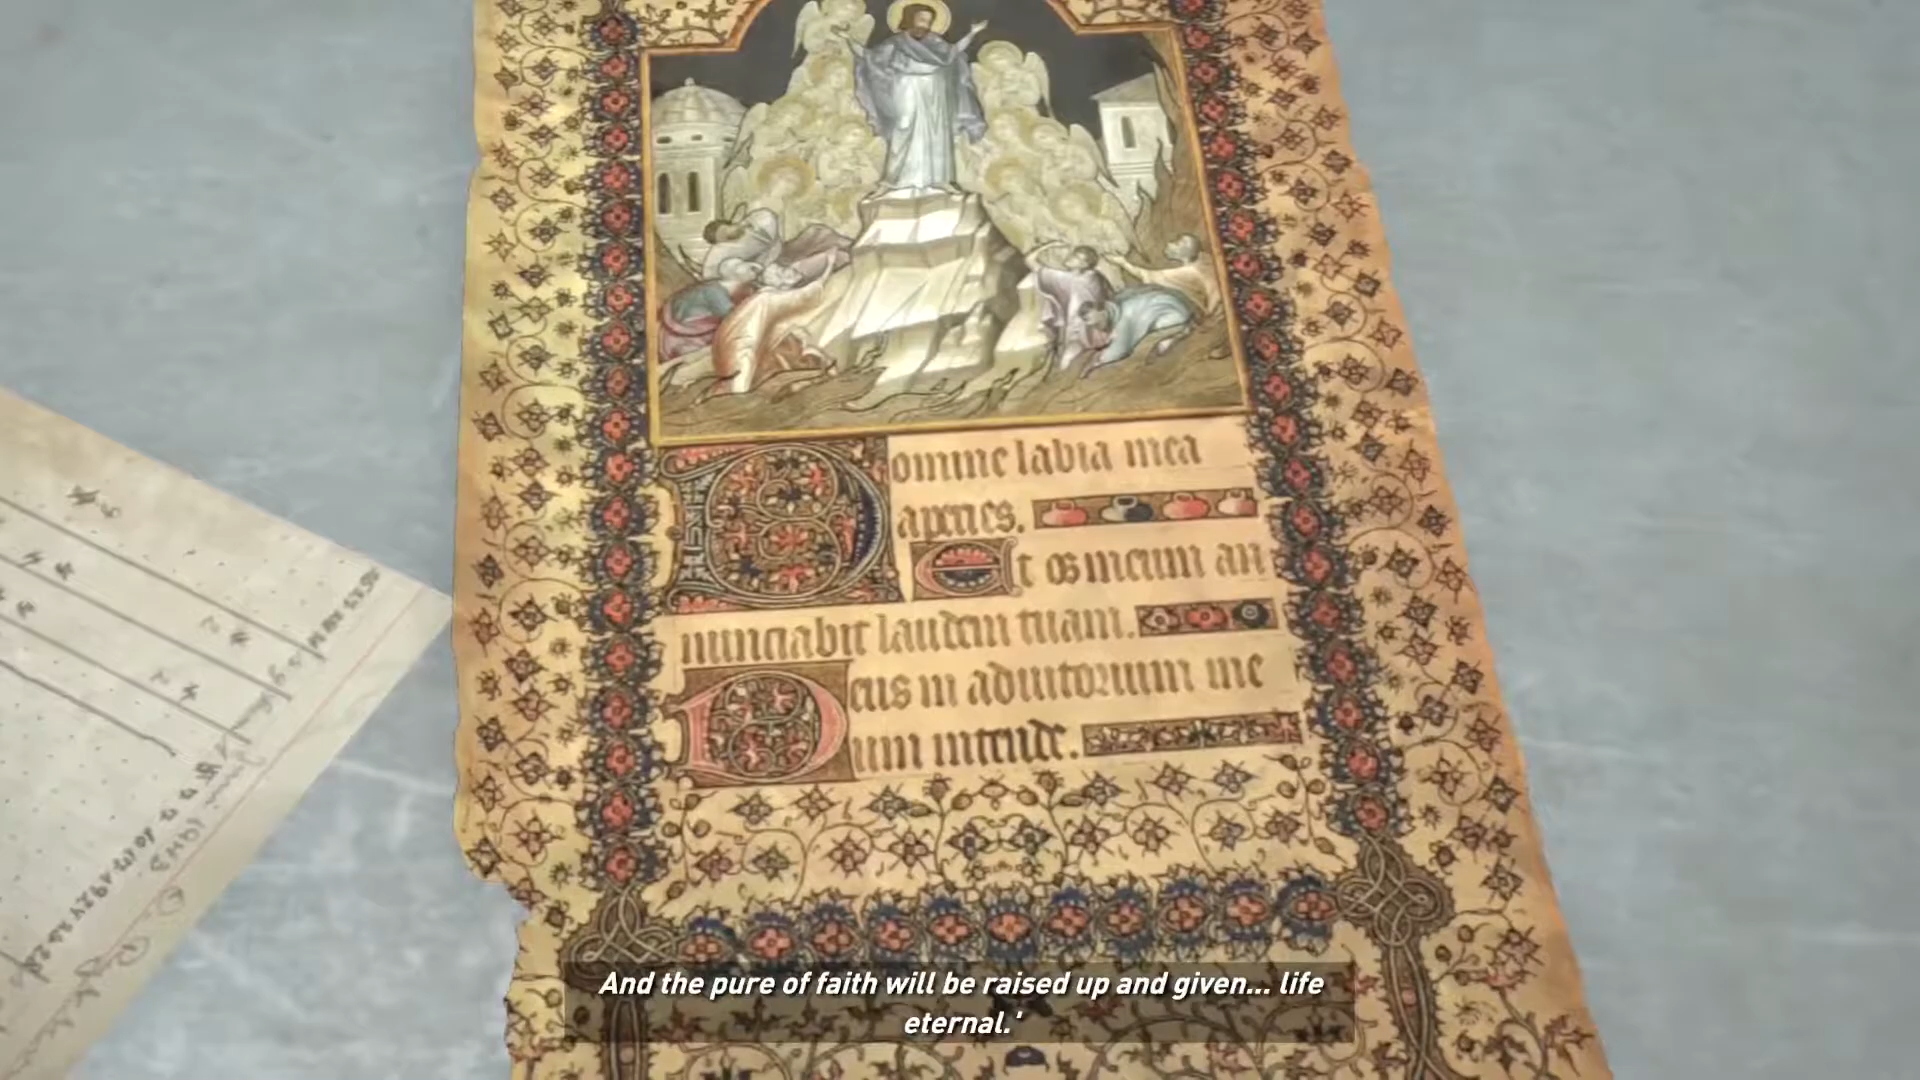 Domine labia mea
aperies.
Et os meum an
nunciabit laudem tuam.
Deus in adiutorium me
um intende.
And the pure of faith will be raised up and given... life
eternal.'